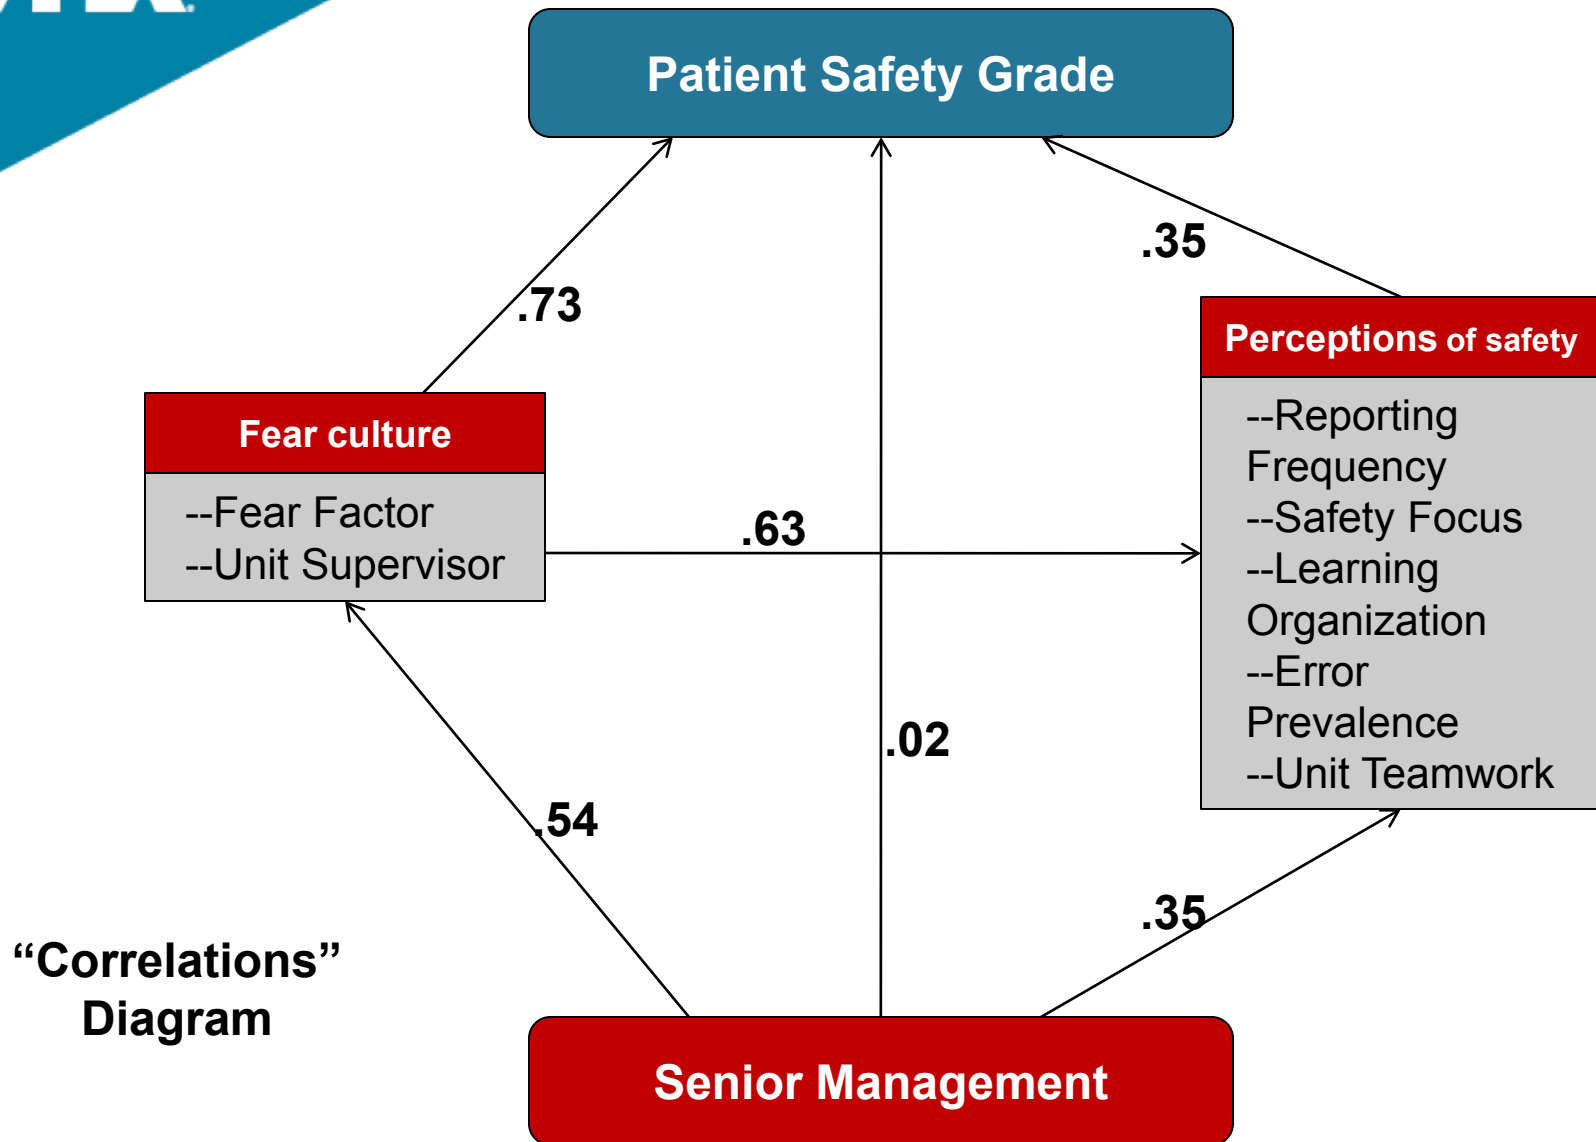 Patient Safety Grade
.35
.73
Perceptions of safety
--Reporting
Frequency
--Safety Focus
--Learning
Organization
--Error
Prevalence
--Unit Teamwork
Fear culture
--Fear Factor
--Unit Supervisor
.63
.02
.54
.35
“Correlations”
Diagram
Senior Management